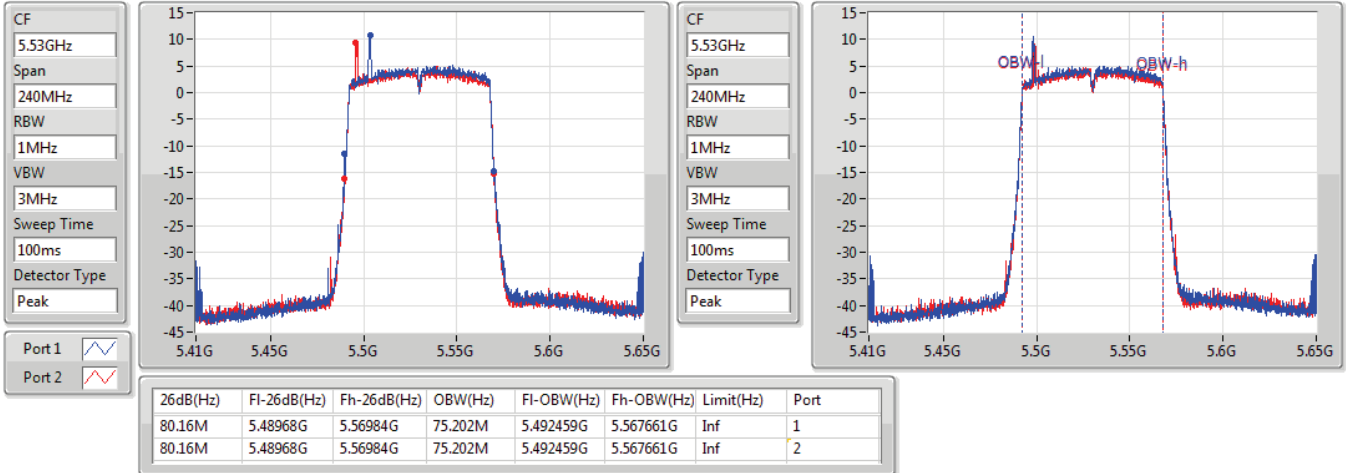 CF
5.53GHz
Span
240MHz
RBW
1MHz
VBW
3MHz
Sweep Time
100ms
Detector Type
Peak
Port 1
Port 2
15
10
5
0
-5
-10
-15
-20
-25
-30
-35
-40
-45
5.41G 5.45G 5.5G 5.55G 5.6G 5.65G
CF
5.53GHz
Span
240MHz
RBW
1MHz
VBW
3MHz
Sweep Time
100ms
Detector Type
Peak
15
10
5
0
-5
-10
-15
-20
-25
-30
-35
-40
-45
OBW-l OBW-h
5.41G 5.45G 5.5G 5.55G 5.6G 5.65G
26dB(Hz) Fl-26dB(Hz) Fh-26dB(Hz) OBW(Hz) Fl-OBW(Hz) Fh-OBW(Hz) Limit(Hz) Port
80.16M 5.48968G 5.56984G 75.202M 5.492459G 5.567661G Inf 1
80.16M 5.48968G 5.56984G 75.202M 5.492459G 5.567661G Inf 2